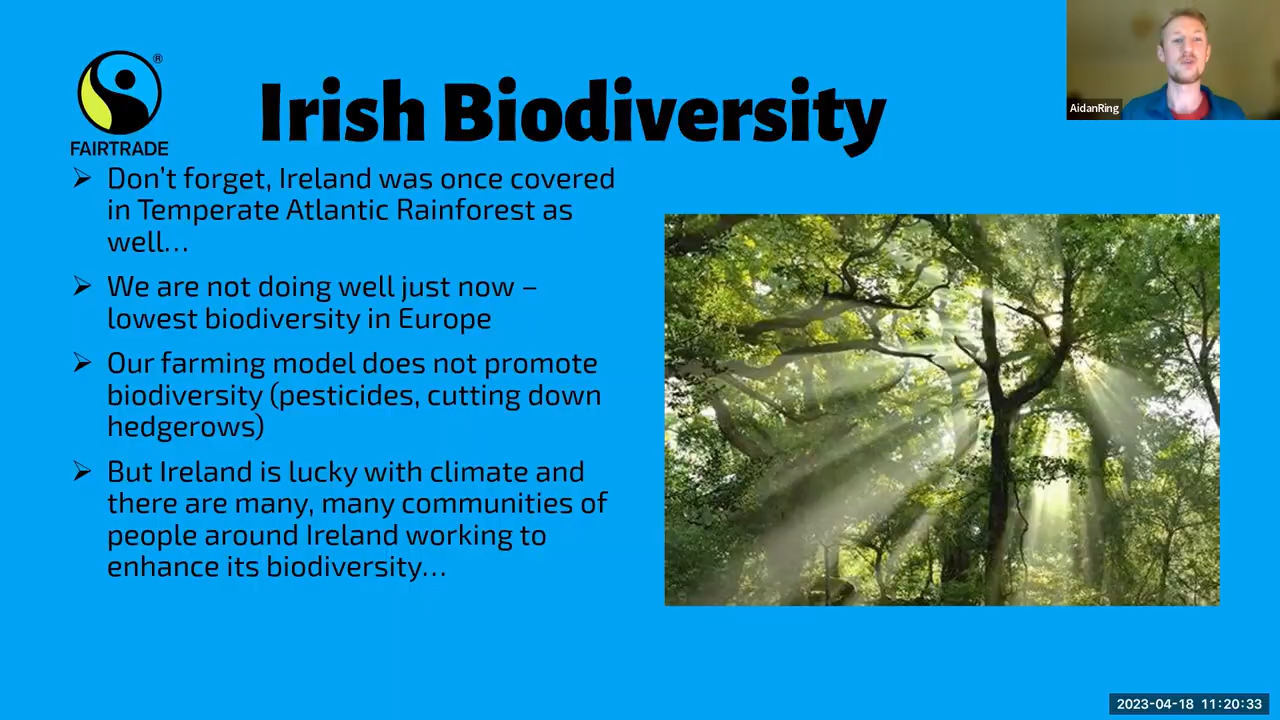 AidanRing
®
FAIRTRADE
Irish Biodiversity
➢ Don't forget, Ireland was once covered
in Temperate Atlantic Rainforest as
well…
➢ We are not doing well just now –
lowest biodiversity in Europe
➢ Our farming model does not promote
biodiversity (pesticides, cutting down
hedgerows)
➢ But Ireland is lucky with climate and
there are many, many communities of
people around Ireland working to
enhance its biodiversity…
2023-04-18 11:20:33